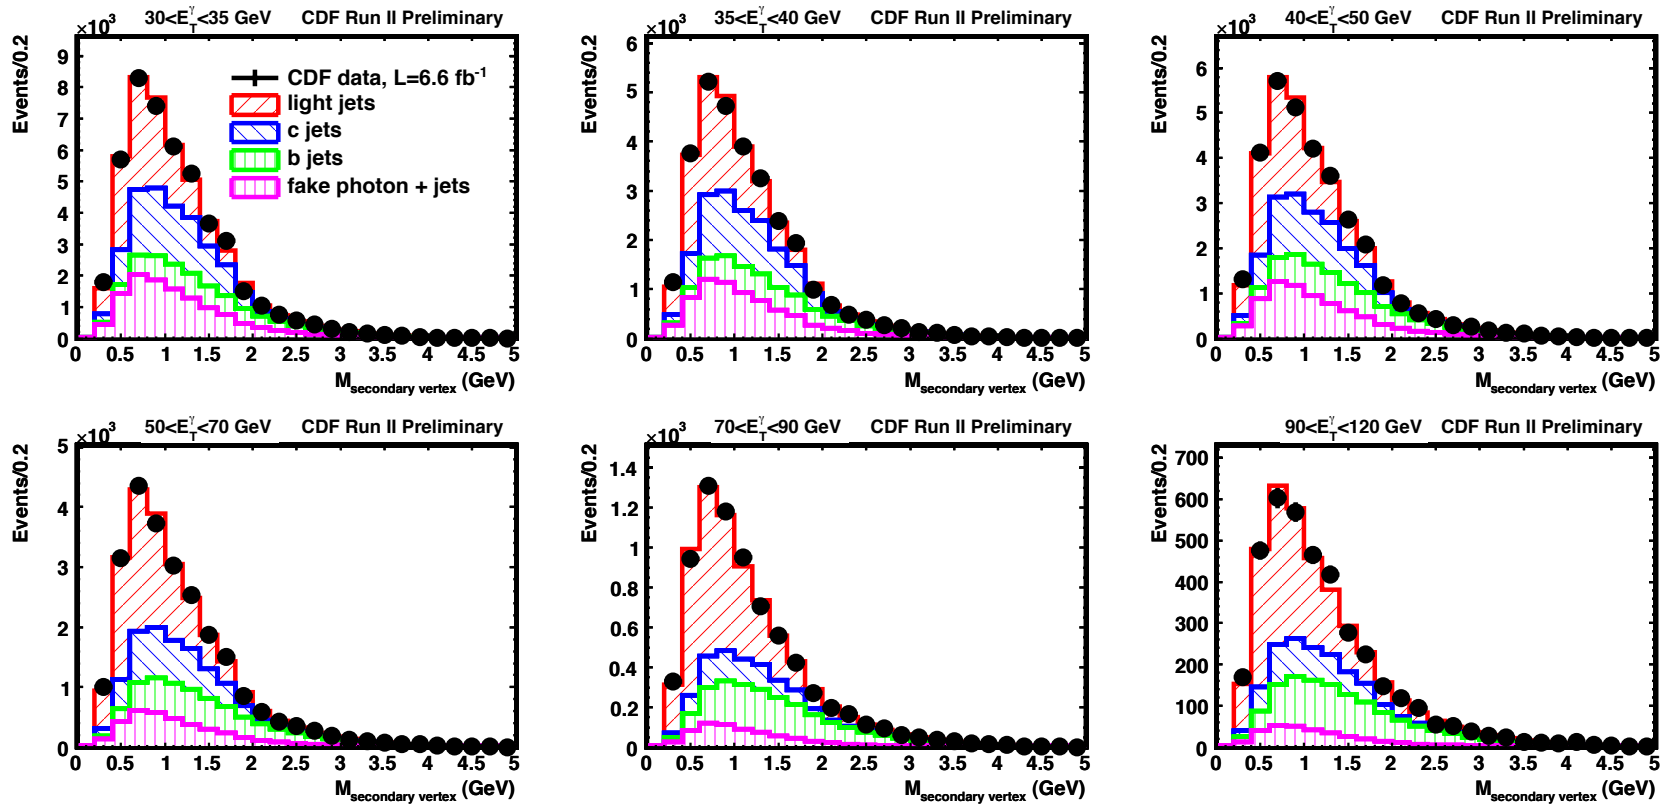 ×10³ 30<E_T^γ<35 GeV CDF Run II Preliminary
Events/0.2
9
8
7
6
5
4
3
2
1
0
CDF data, L=6.6 fb⁻¹
light jets
c jets
b jets
fake photon + jets
0 0.5 1 1.5 2 2.5 3 3.5 4 4.5 5
M_secondary vertex (GeV)
×10³ 35<E_T^γ<40 GeV CDF Run II Preliminary
Events/0.2
6
5
4
3
2
1
0
0 0.5 1 1.5 2 2.5 3 3.5 4 4.5 5
M_secondary vertex (GeV)
×10³ 40<E_T^γ<50 GeV CDF Run II Preliminary
Events/0.2
6
5
4
3
2
1
0
0 0.5 1 1.5 2 2.5 3 3.5 4 4.5 5
M_secondary vertex (GeV)
×10³ 50<E_T^γ<70 GeV CDF Run II Preliminary
Events/0.2
5
4
3
2
1
0
0 0.5 1 1.5 2 2.5 3 3.5 4 4.5 5
M_secondary vertex (GeV)
×10³ 70<E_T^γ<90 GeV CDF Run II Preliminary
Events/0.2
1.4
1.2
1
0.8
0.6
0.4
0.2
0
0 0.5 1 1.5 2 2.5 3 3.5 4 4.5 5
M_secondary vertex (GeV)
90<E_T^γ<120 GeV CDF Run II Preliminary
Events/0.2
700
600
500
400
300
200
100
0
0 0.5 1 1.5 2 2.5 3 3.5 4 4.5 5
M_secondary vertex (GeV)